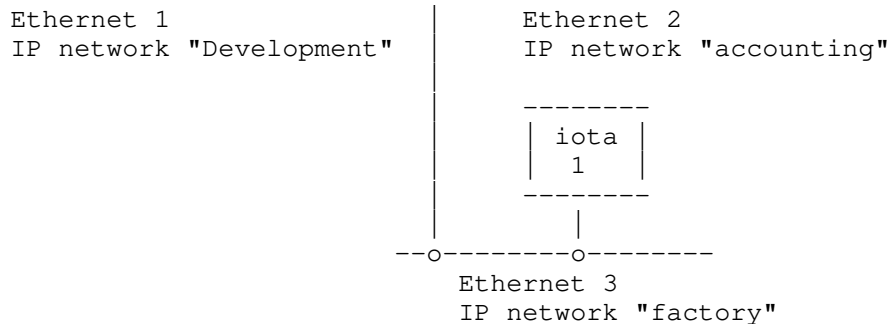 Ethernet 1
IP network "Development"
Ethernet 2
IP network "accounting"
iota
1
Ethernet 3
IP network "factory"